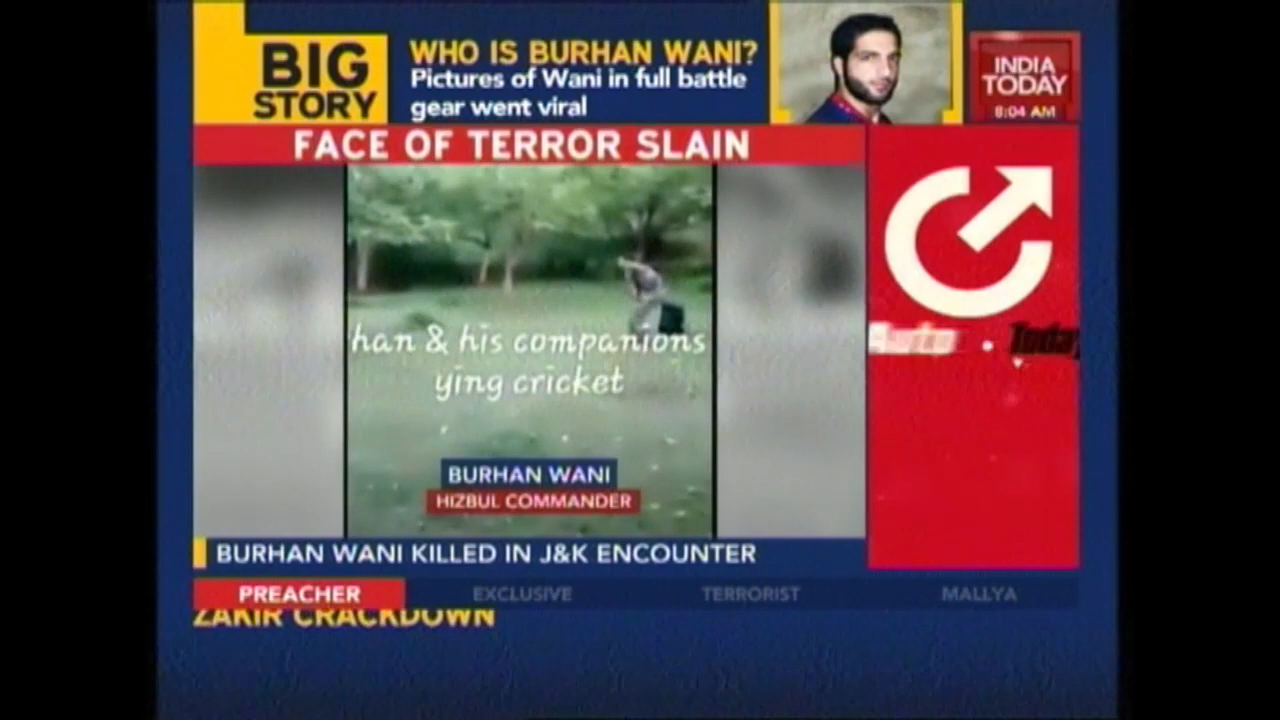 BIG
STORY
WHO IS BURHAN WANI?
Pictures of Wani in full battle
gear went viral
INDIA
TODAY
8:04 AM
FACE OF TERROR SLAIN
han & his companions
ying cricket
BURHAN WANI
HIZBUL COMMANDER
Today
BURHAN WANI KILLED IN J&K ENCOUNTER
PREACHER
EXCLUSIVE
TERRORIST
MALLYA
ZAKIR CRACKDOWN